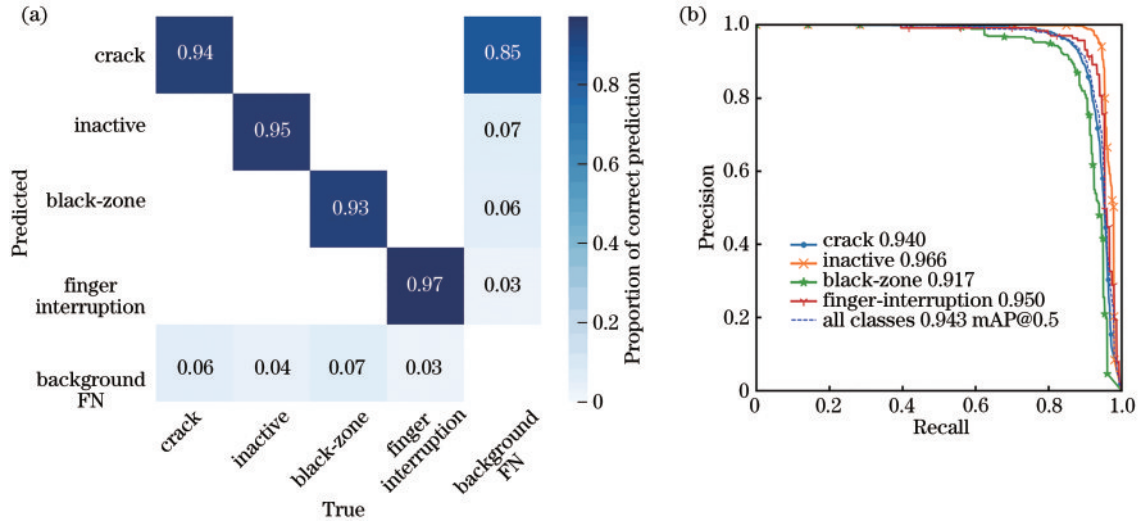 (a)
crack
inactive
black-zone
finger
interruption
background
FN
Predicted
0.94
0.85
0.95
0.07
0.93
0.06
0.97
0.03
0.06
0.04
0.07
0.03
crack
inactive
black-zone
finger
interruption
background
FN
True
0.8
0.6
0.4
0.2
0
Proportion of correct prediction
(b)
1.0
0.8
0.6
0.4
0.2
0
Precision
crack 0.940
inactive 0.966
black-zone 0.917
finger-interruption 0.950
all classes 0.943 mAP@0.5
0
0.2
0.4
0.6
0.8
1.0
Recall